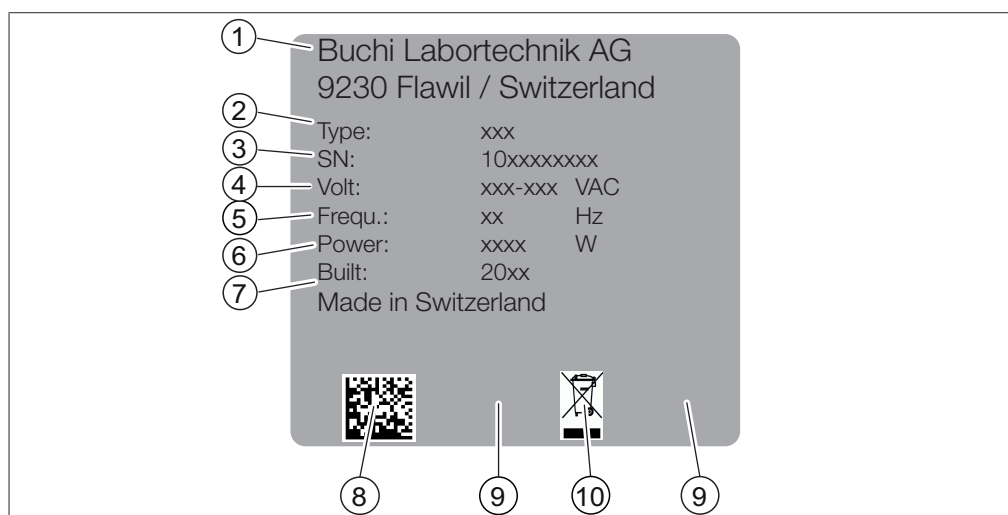 ① Buchi Labortechnik AG
9230 Flawil / Switzerland
② Type: xxx
③ SN: 10xxxxxxxx
④ Volt: xxx-xxx VAC
⑤ Frequ.: xx Hz
⑥ Power: xxxx W
⑦ Built: 20xx
Made in Switzerland
⑧ ⑨ ⑩ ⑨